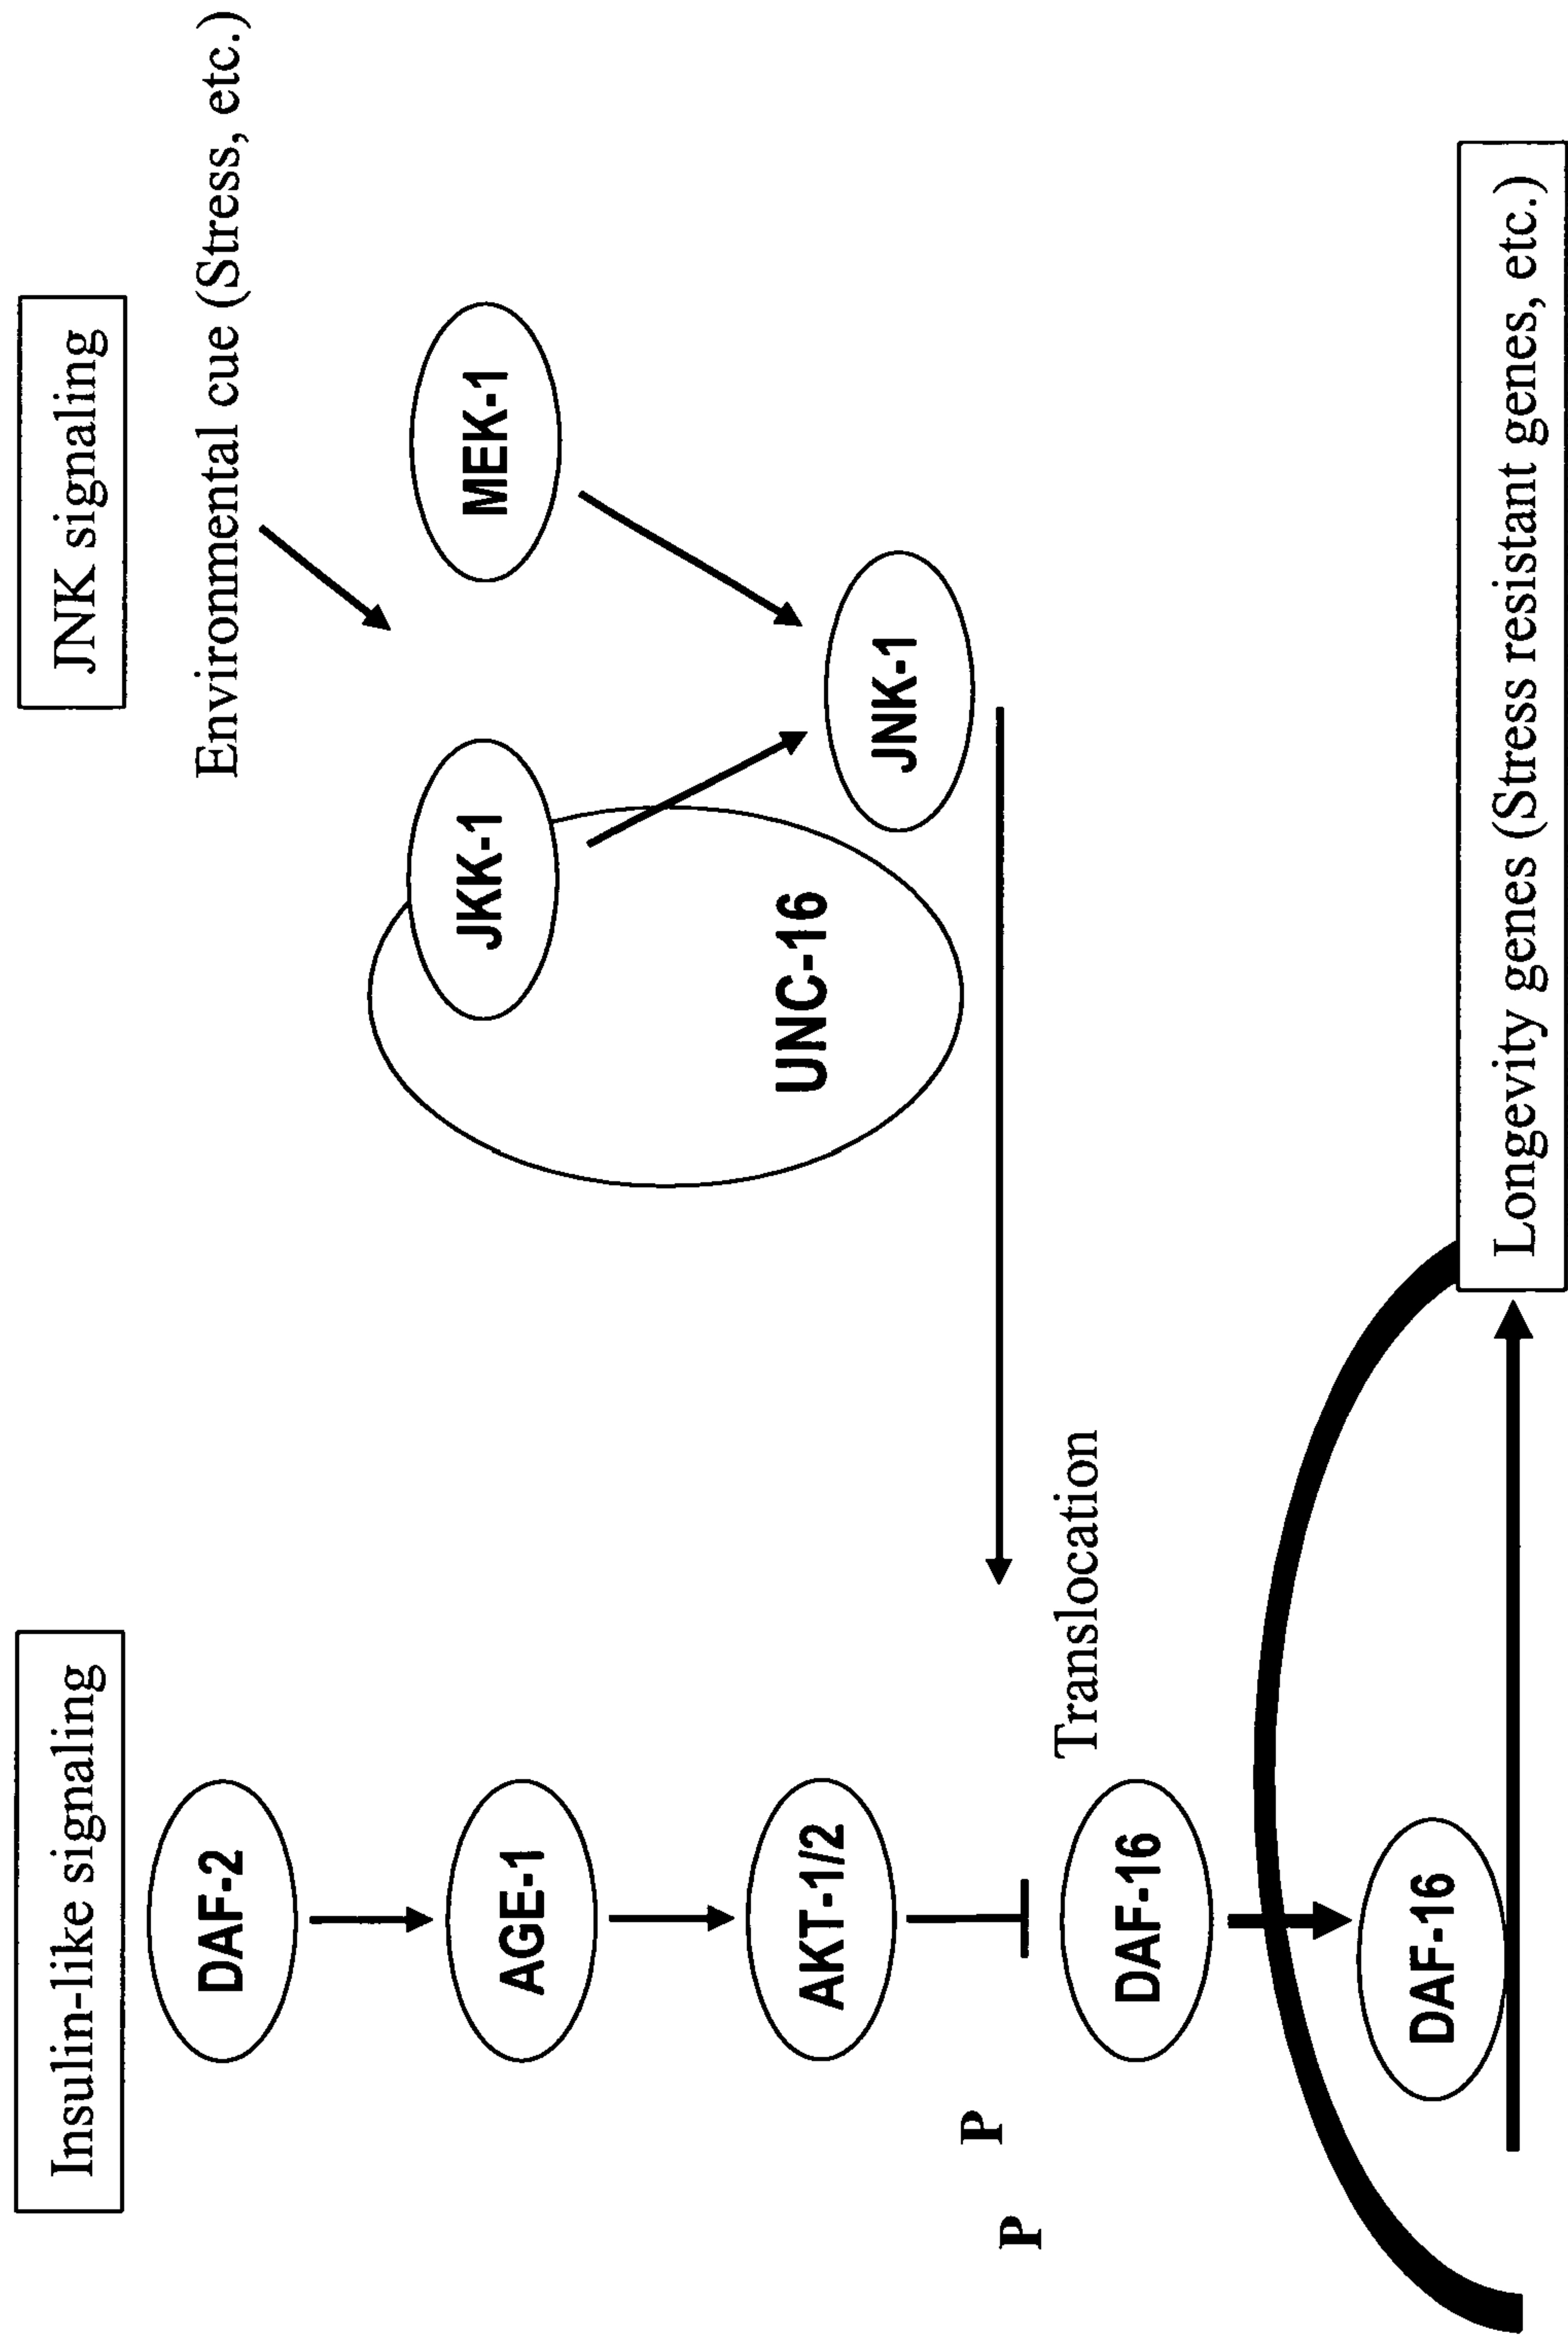 Insulin-like signaling
JNK signaling
DAF-2
Environmental cue (Stress, etc.)
AGE-1
JKK-1
MEK-1
AKT-1/2
UNC-16
JNK-1
P
P
DAF-16
Translocation
DAF-16
Longevity genes (Stress resistant genes, etc.)